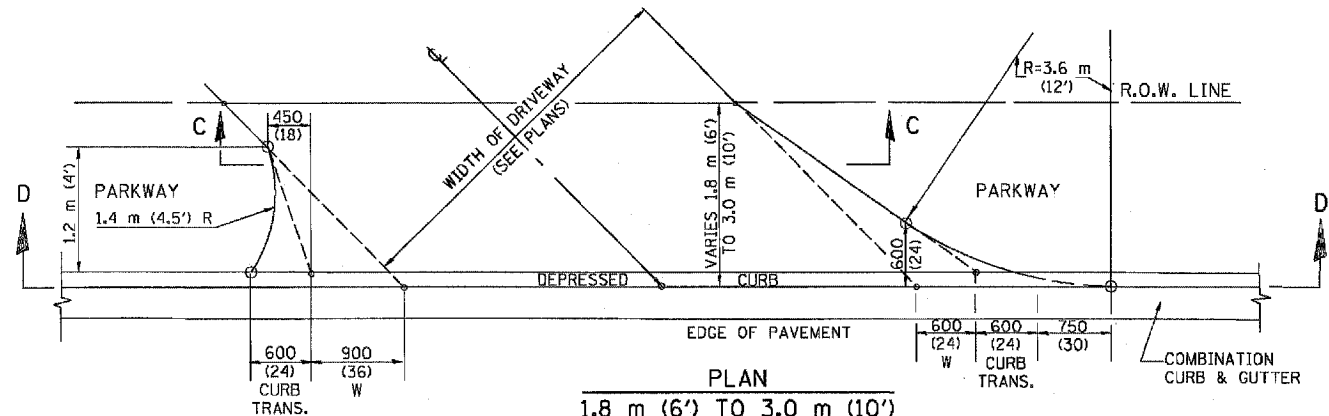 R=3.6 m
(12')
R.O.W. LINE
℄
C
450
(18)
WIDTH OF DRIVEWAY
(SEE PLANS)
VARIES 1.8 m (6')
TO 3.0 m (10')
C
D
1.2 m (4')
PARKWAY
1.4 m (4.5') R
PARKWAY
D
600
(24)
DEPRESSED CURB
EDGE OF PAVEMENT
600
(24)
CURB
TRANS.
900
(36)
W
600
(24)
W
600
(24)
CURB
TRANS.
750
(30)
COMBINATION
CURB & GUTTER
PLAN
1.8 m (6') TO 3.0 m (10')